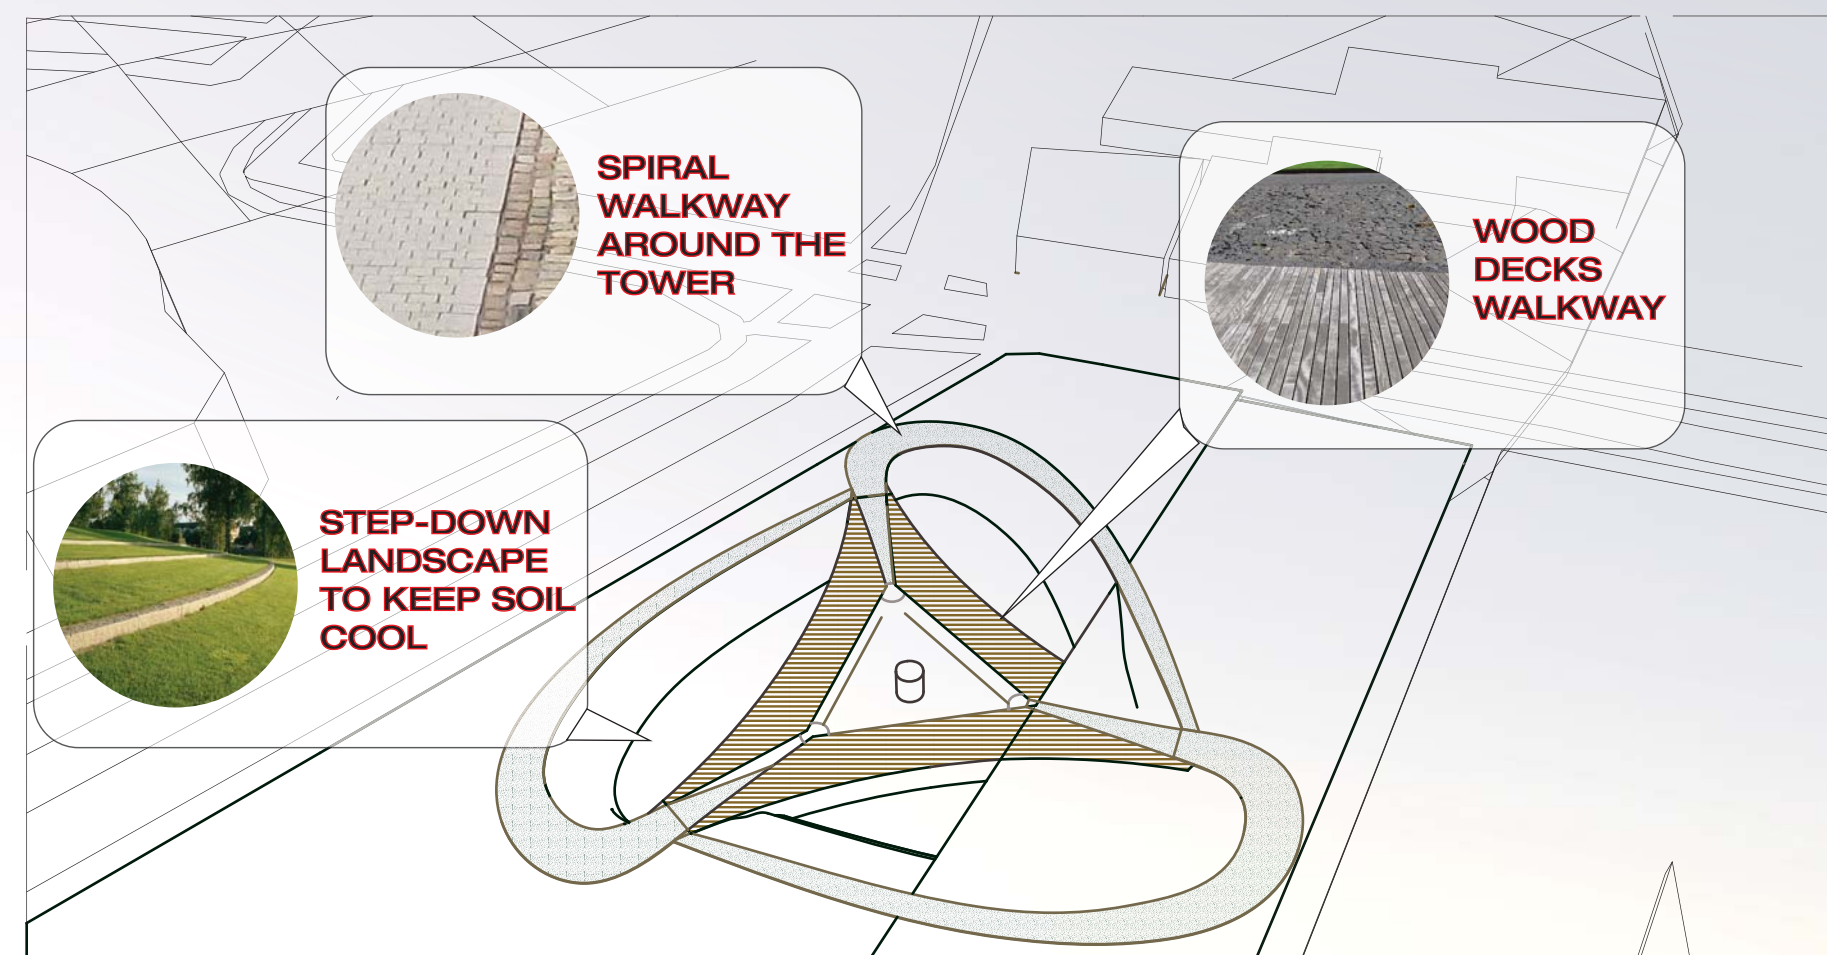 SPIRAL
WALKWAY
AROUND THE
TOWER
WOOD
DECKS
WALKWAY
STEP-DOWN
LANDSCAPE
TO KEEP SOIL
COOL